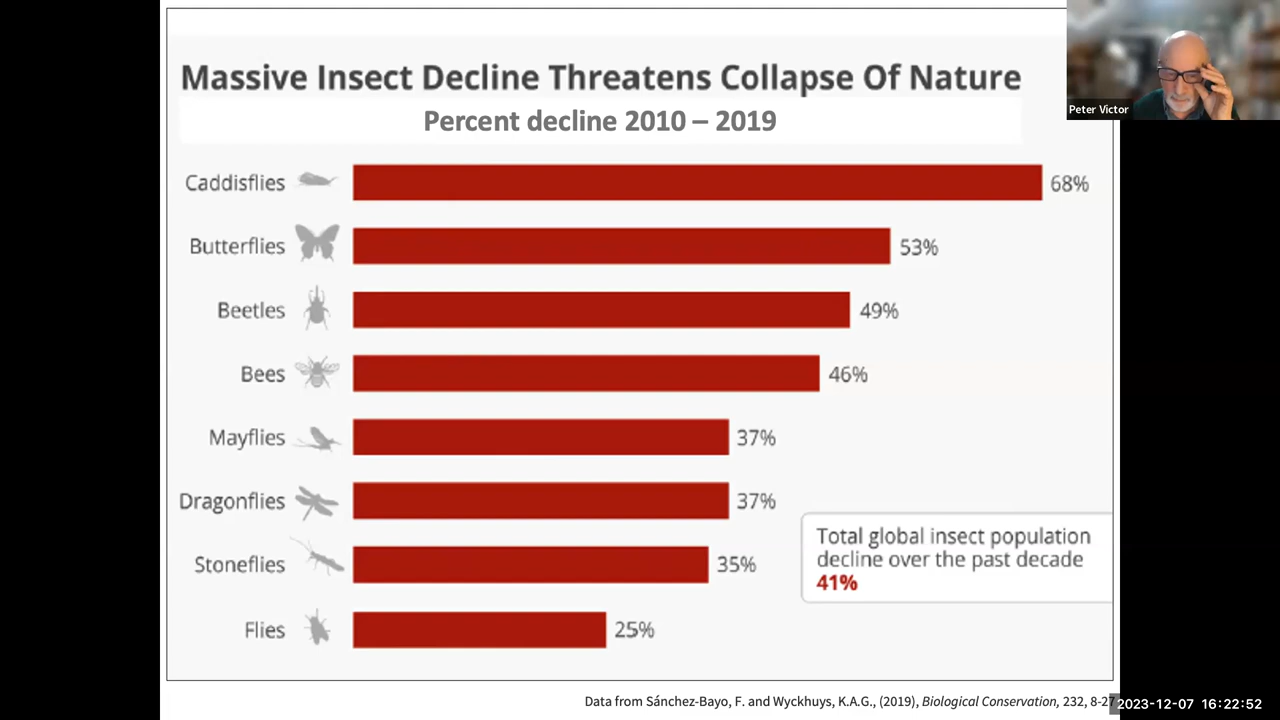 Massive Insect Decline Threatens Collapse Of Nature
Peter Victor
Percent decline 2010 – 2019
Caddisflies 68%
Butterflies 53%
Beetles 49%
Bees 46%
Mayflies 37%
Dragonflies 37%
Stoneflies 35%
Flies 25%
Total global insect population
decline over the past decade
41%
Data from Sánchez-Bayo, F. and Wyckhuys, K.A.G., (2019), Biological Conservation, 232, 8-27
2023-12-07 16:22:52